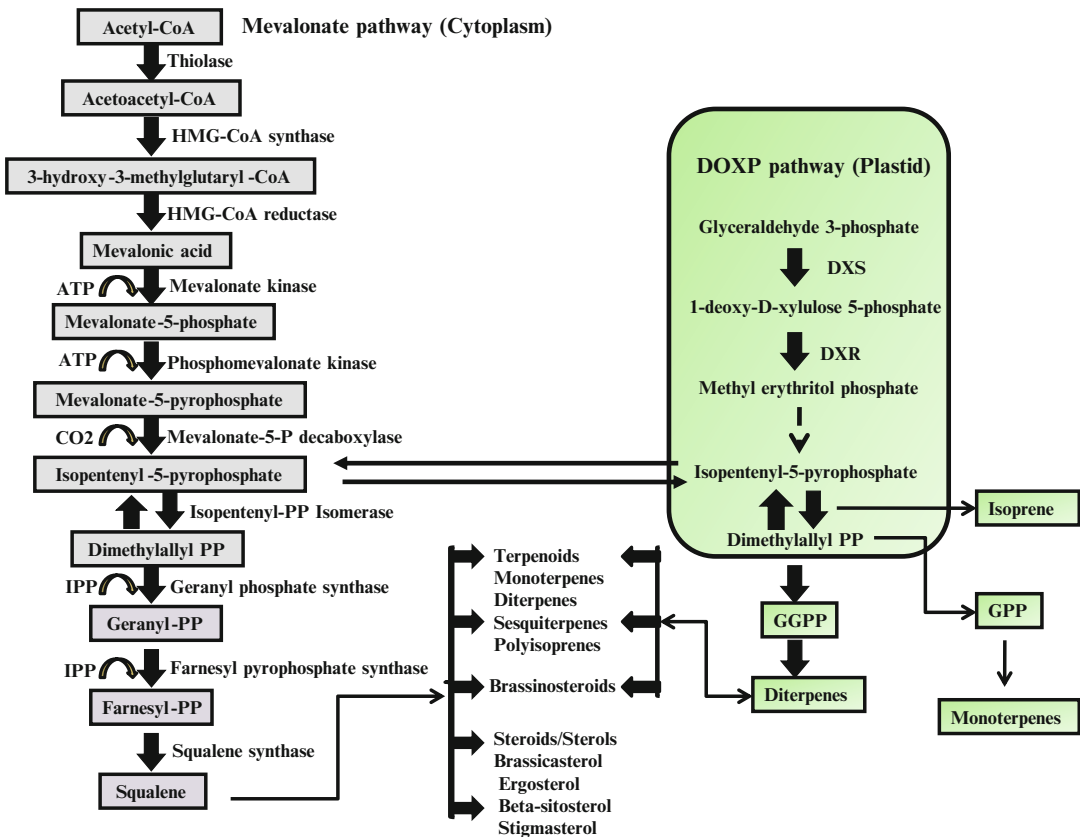 Acetyl-CoA
Mevalonate pathway (Cytoplasm)
Thiolase
Acetoacetyl-CoA
HMG-CoA synthase
3-hydroxy-3-methylglutaryl-CoA
HMG-CoA reductase
Mevalonic acid
ATP
Mevalonate kinase
Mevalonate-5-phosphate
ATP
Phosphomevalonate kinase
Mevalonate-5-pyrophosphate
CO2
Mevalonate-5-P decaboxylase
Isopentenyl-5-pyrophosphate
Isopentenyl-PP Isomerase
Dimethylallyl PP
IPP
Geranyl phosphate synthase
Geranyl-PP
IPP
Farnesyl pyrophosphate synthase
Farnesyl-PP
Squalene synthase
Squalene
Terpenoids
Monoterpenes
Diterpenes
Sesquiterpenes
Polyisoprenes
Brassinosteroids
Steroids/Sterols
Brassicasterol
Ergosterol
Beta-sitosterol
Stigmasterol
DOXP pathway (Plastid)
Glyceraldehyde 3-phosphate
DXS
1-deoxy-D-xylulose 5-phosphate
DXR
Methyl erythritol phosphate
Isopentenyl-5-pyrophosphate
Dimethylallyl PP
Isoprene
GGPP
GPP
Diterpenes
Monoterpenes